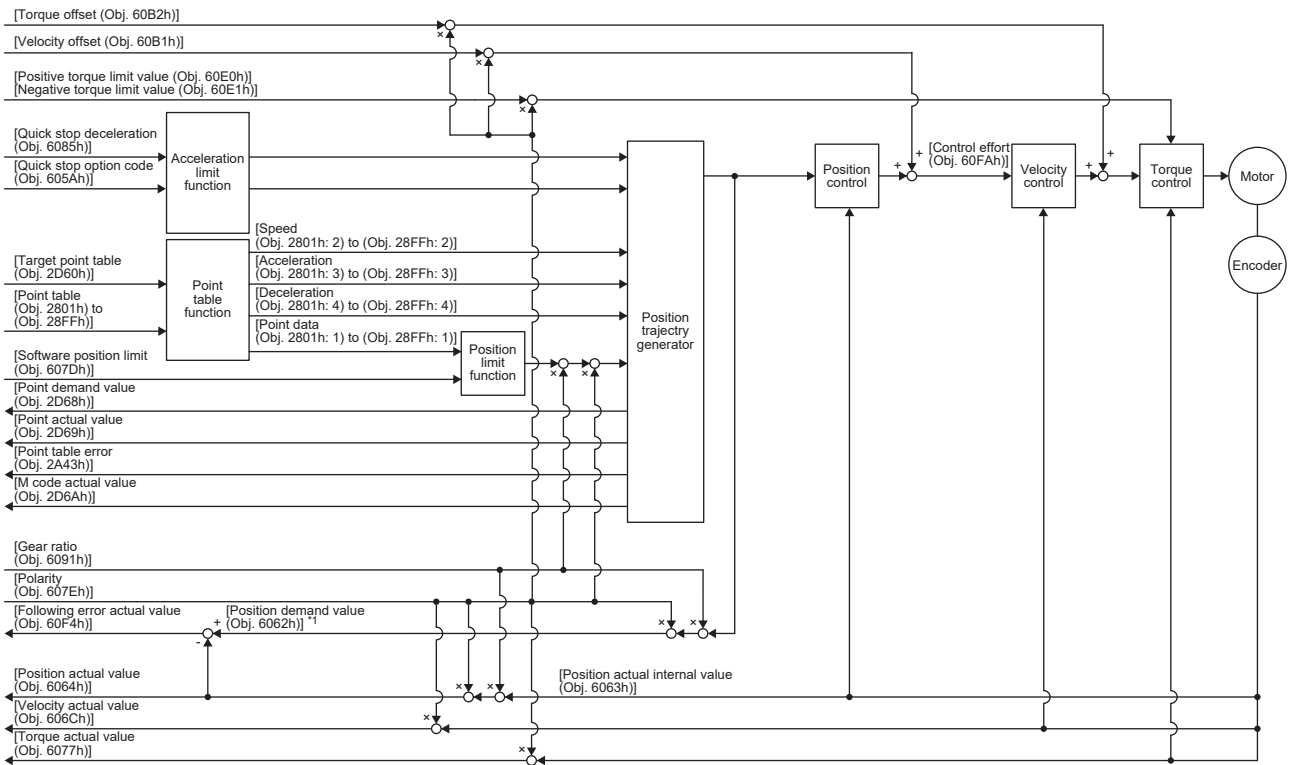 [Torque offset (Obj. 60B2h)]
×
[Velocity offset (Obj. 60B1h)]
×
[Positive torque limit value (Obj. 60E0h)]
[Negative torque limit value (Obj. 60E1h)]
×
[Quick stop deceleration
(Obj. 6085h)]
[Quick stop option code
(Obj. 605Ah)]
Acceleration
limit
function
[Control effort
(Obj. 60FAh)]
+
+
+
+
Position
control
Velocity
control
Torque
control
Motor
Encoder
[Target point table
(Obj. 2D60h)]
[Point table
(Obj. 2801h) to
(Obj. 28FFh)]
Point
table
function
[Speed
(Obj. 2801h: 2) to (Obj. 28FFh: 2)]
[Acceleration
(Obj. 2801h: 3) to (Obj. 28FFh: 3)]
[Deceleration
(Obj. 2801h: 4) to (Obj. 28FFh: 4)]
[Point data
(Obj. 2801h: 1) to (Obj. 28FFh: 1)]
Position
limit
function
×
×
Position
trajectry
generator
[Software position limit
(Obj. 607Dh)]
[Point demand value
(Obj. 2D68h)]
[Point actual value
(Obj. 2D69h)]
[Point table error
(Obj. 2A43h)]
[M code actual value
(Obj. 2D6Ah)]
[Gear ratio
(Obj. 6091h)]
[Polarity
(Obj. 607Eh)]
[Following error actual value
(Obj. 60F4h)]
+
-
[Position demand value
(Obj. 6062h)] *1
×
×
[Position actual value
(Obj. 6064h)]
×
×
[Position actual internal value
(Obj. 6063h)]
[Velocity actual value
(Obj. 606Ch)]
×
[Torque actual value
(Obj. 6077h)]
×